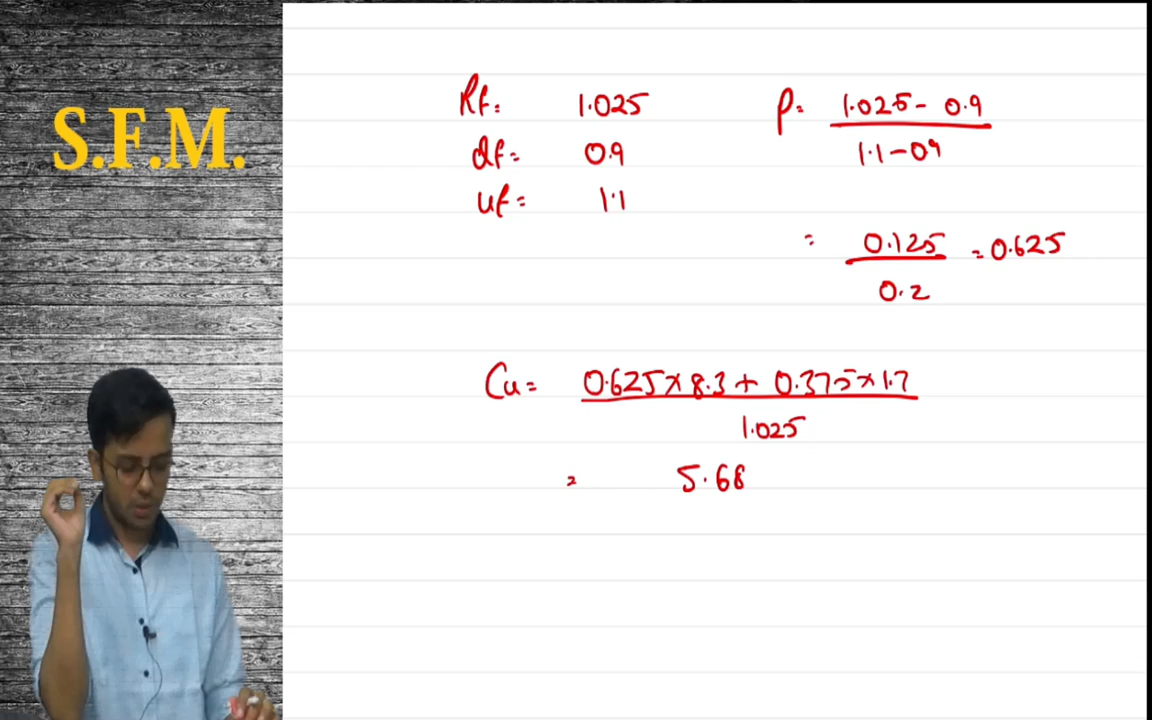 S.F.M.
Rf= 1.025
df= 0.9
uf= 1.1
P= 1.025- 0.9
1.1-0.9
= 0.125 =0.625
0.2
Cu= 0.625×8.3+ 0.375×1.7
1.025
= 5.68